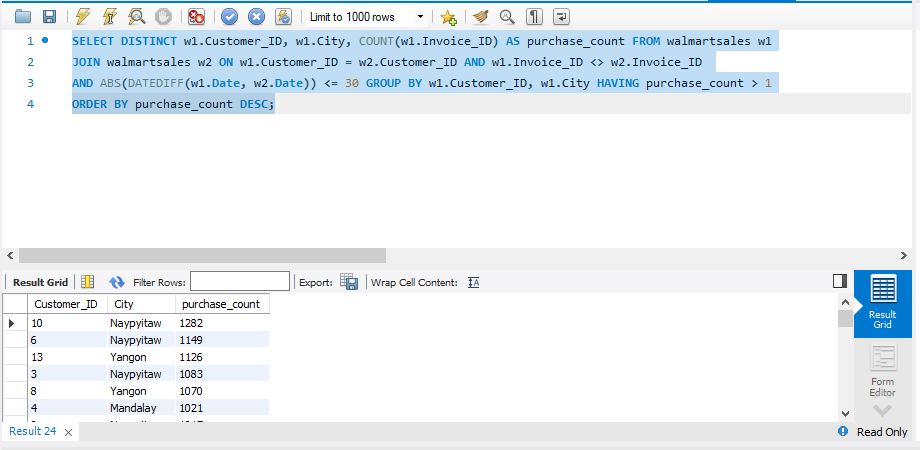 Limit to 1000 rows
1 SELECT DISTINCT w1.Customer_ID, w1.City, COUNT(w1.Invoice_ID) AS purchase_count FROM walmartsales w1
2 JOIN walmartsales w2 ON w1.Customer_ID = w2.Customer_ID AND w1.Invoice_ID <> w2.Invoice_ID
3 AND ABS(DATEDIFF(w1.Date, w2.Date)) <= 30 GROUP BY w1.Customer_ID, w1.City HAVING purchase_count > 1
4 ORDER BY purchase_count DESC;
Result Grid Filter Rows: Export: Wrap Cell Content: IA
Customer_ID City purchase_count
10 Naypyitaw 1282
6 Naypyitaw 1149
13 Yangon 1126
3 Naypyitaw 1083
8 Yangon 1070
4 Mandalay 1021
Result
Grid
Form
Editor
Result 24
Read Only